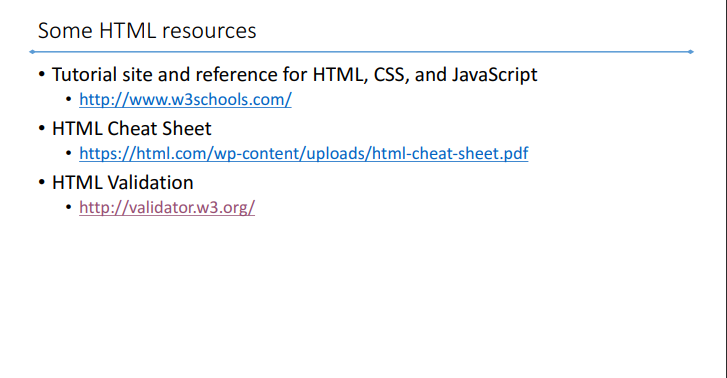 Some HTML resources
• Tutorial site and reference for HTML, CSS, and JavaScript
• http://www.w3schools.com/
• HTML Cheat Sheet
• https://html.com/wp-content/uploads/html-cheat-sheet.pdf
• HTML Validation
• http://validator.w3.org/